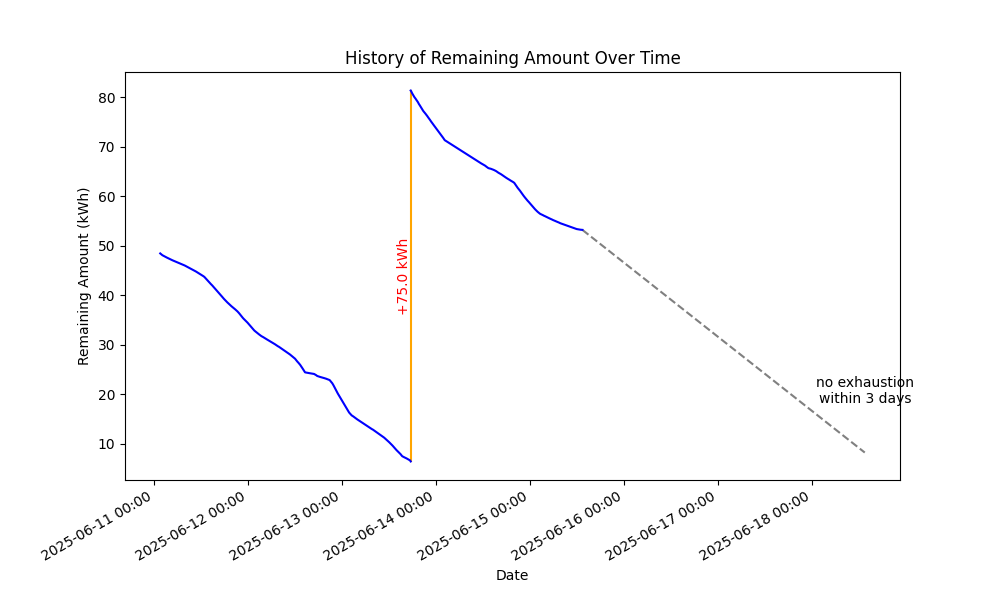 History of Remaining Amount Over Time
Remaining Amount (kWh)
80
70
60
50
40
30
20
10
+75.0 kWh
no exhaustion
within 3 days
2025-06-11 00:00
2025-06-12 00:00
2025-06-13 00:00
2025-06-14 00:00
2025-06-15 00:00
2025-06-16 00:00
2025-06-17 00:00
2025-06-18 00:00
Date